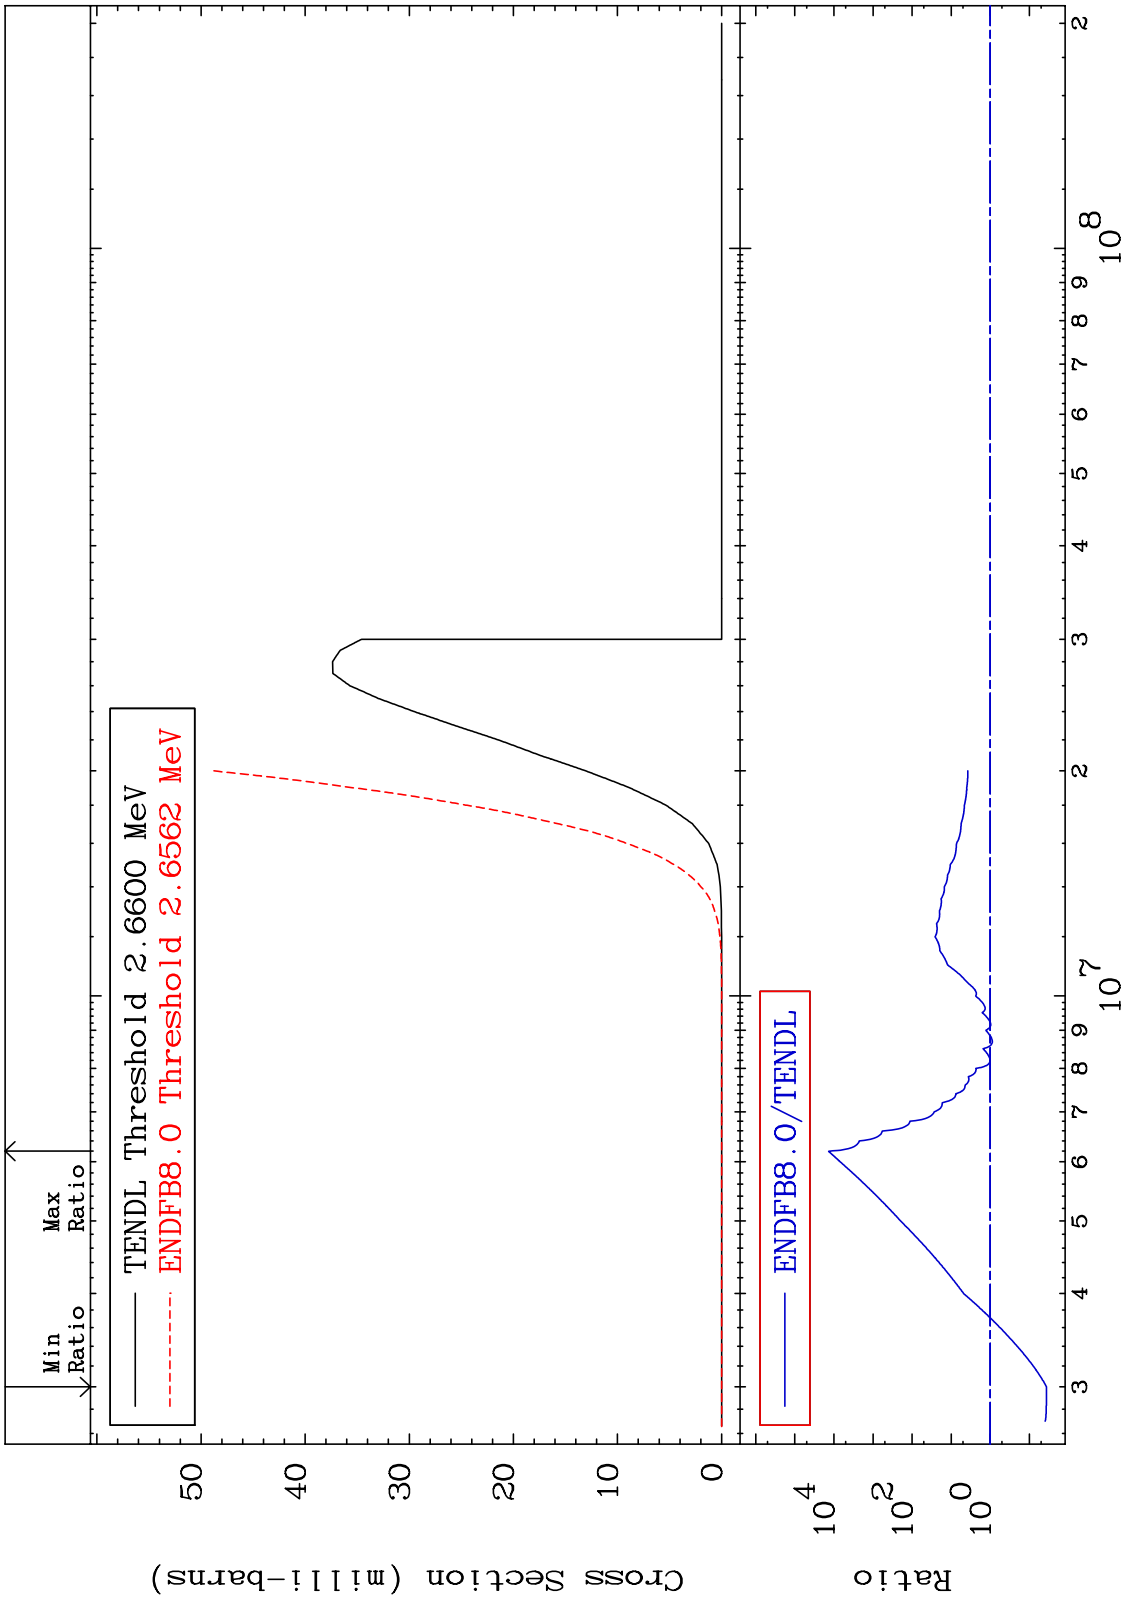 Min
Ratio
Max
Ratio
TENDL Threshold 2.6600 MeV
ENDFB8.0 Threshold 2.6562 MeV
Cross Section (milli-barns)
50
40
30
20
10
0
ENDFB8.0/TENDL
Ratio
10^4
10^2
10^0
3 4 5 6 7 8 9 10^7 2 3 4 5 6 7 8 9 10^8 2